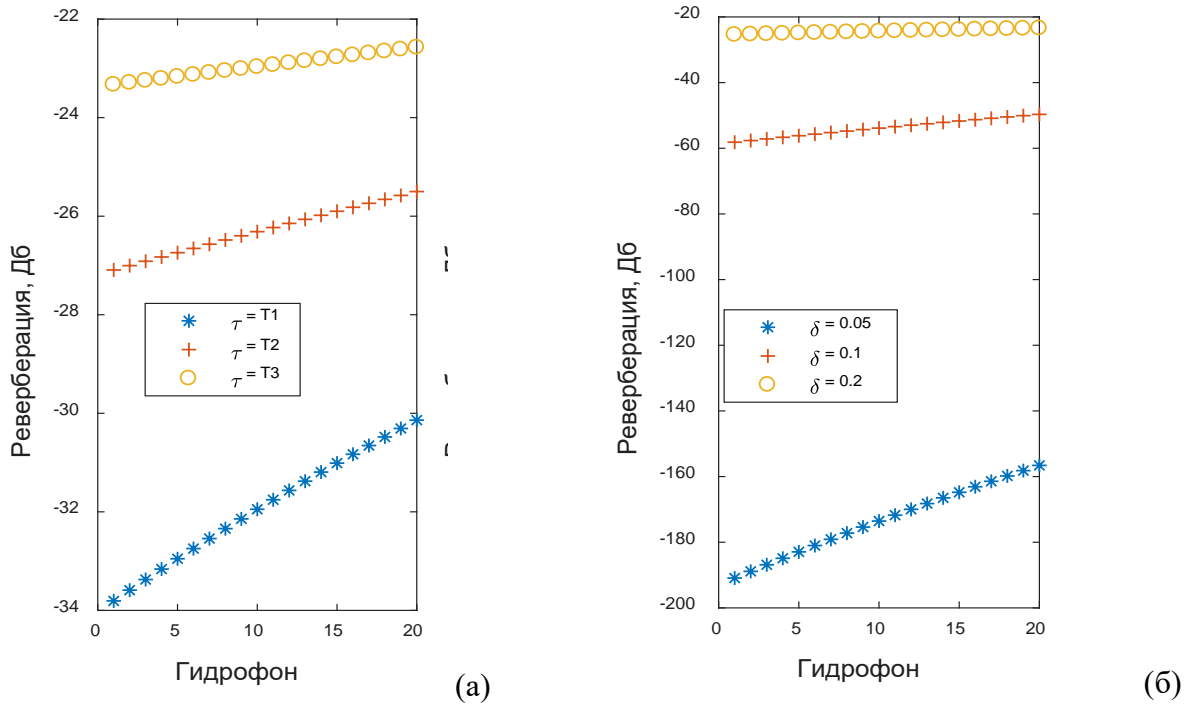 -22
-24
-26
-28
-30
-32
-34
0 5 10 15 20
Реверберация, Дб
Гидрофон
τ = T1
τ = T2
τ = T3
(а)
-20
-40
-60
-80
-100
-120
-140
-160
-180
-200
0 5 10 15 20
Реверберация, Дб
Гидрофон
δ = 0.05
δ = 0.1
δ = 0.2
(б)